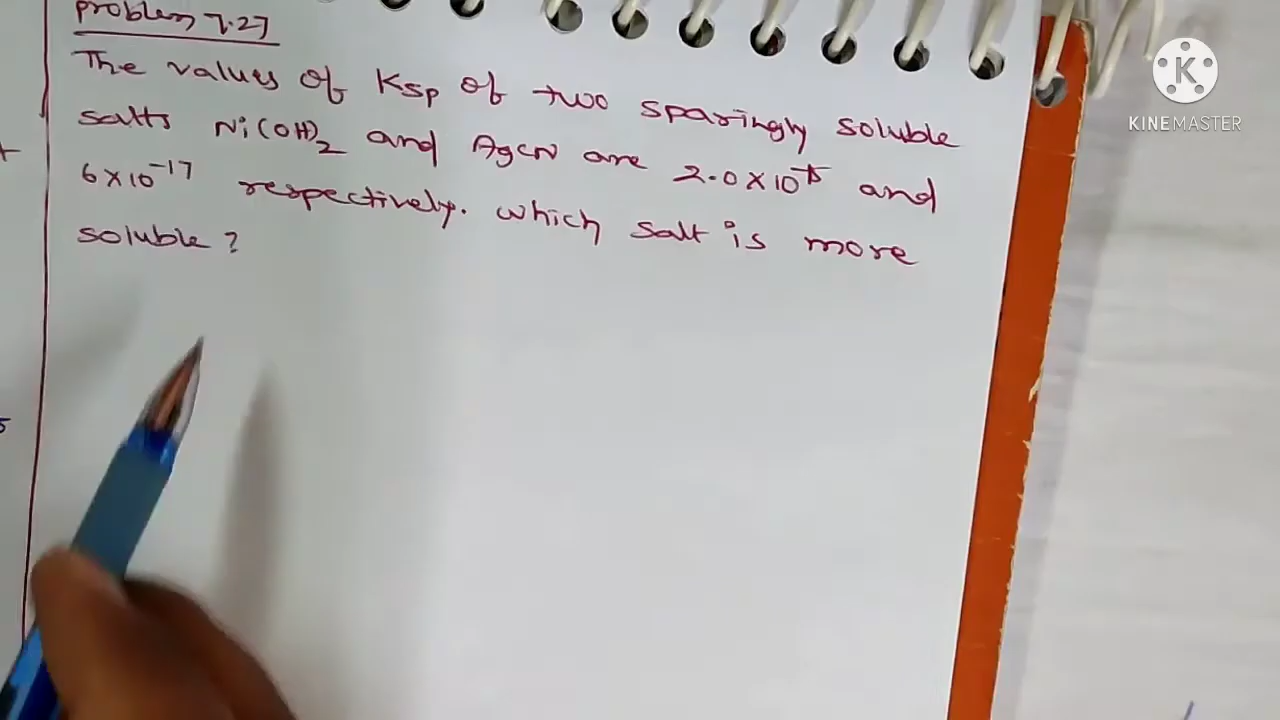 problem 7.27
The values of Ksp of two sparingly soluble
salts Ni(OH)2 and AgCN are 2.0×10^-15 and
6×10^-17 respectively. which salt is more
soluble?
KINEMASTER